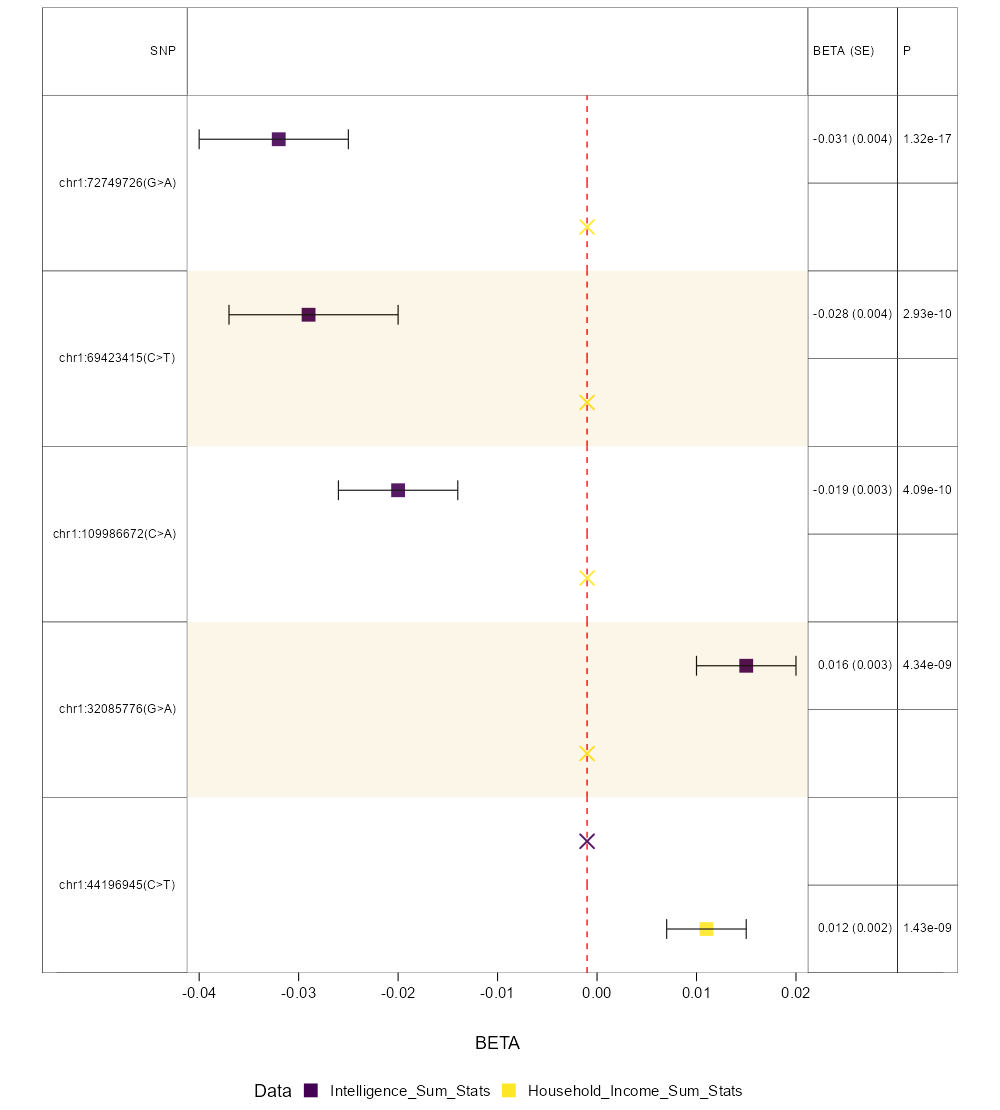 SNP BETA (SE) P
-0.031 (0.004) 1.32e-17
chr1:72749726(G>A)
-0.028 (0.004) 2.93e-10
chr1:69423415(C>T)
-0.019 (0.003) 4.09e-10
chr1:109986672(C>A)
0.016 (0.003) 4.34e-09
chr1:32085776(G>A)
chr1:44196945(C>T)
0.012 (0.002) 1.43e-09
-0.04 -0.03 -0.02 -0.01 0.00 0.01 0.02
BETA
Data Intelligence_Sum_Stats Household_Income_Sum_Stats